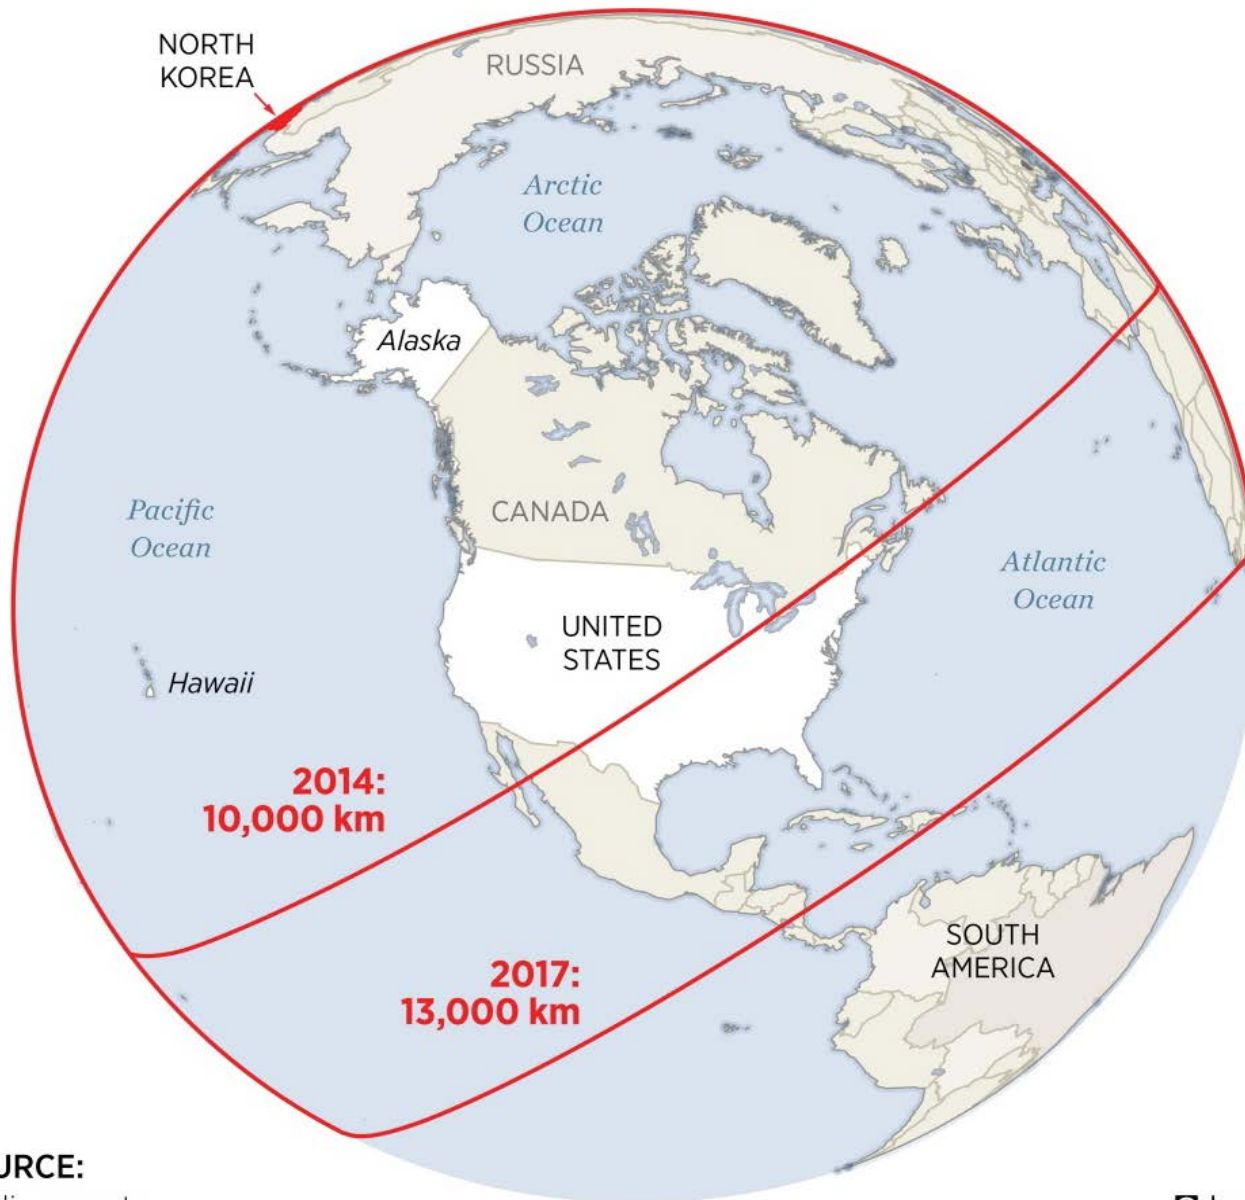 NORTH
KOREA
RUSSIA
Arctic
Ocean
Alaska
Pacific
Ocean
CANADA
Atlantic
Ocean
UNITED
STATES
Hawaii
2014:
10,000 km
SOUTH
AMERICA
2017:
13,000 km
URCE: